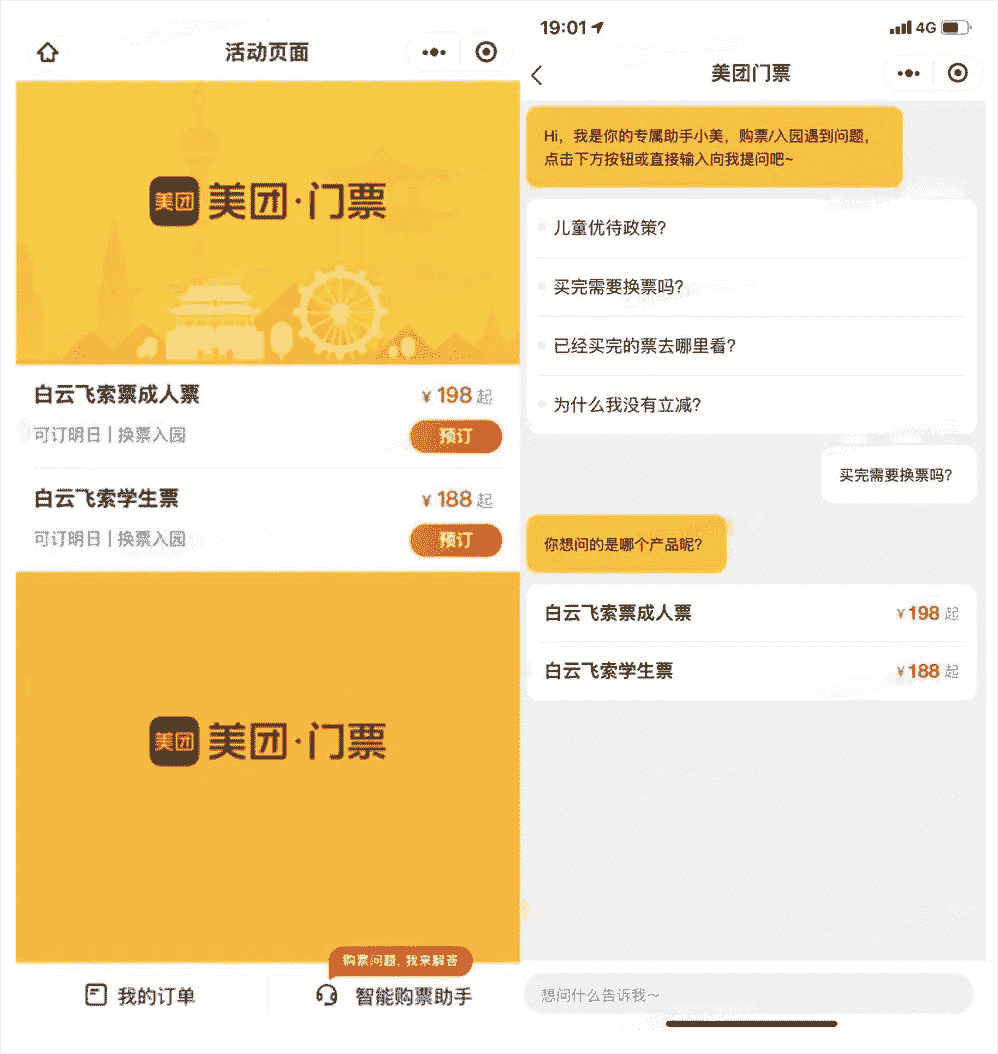 活动页面
美团 美团·门票
白云飞索票成人票
¥198起
可订明日 | 换票入园
预订
白云飞索学生票
¥188起
可订明日 | 换票入园
预订
美团 美团·门票
购票问题, 我来解答
我的订单
智能购票助手
19:01
4G
美团门票
Hi，我是你的专属助手小美，购票/入园遇到问题，
点击下方按钮或直接输入向我提问吧~
儿童优待政策?
买完需要换票吗?
已经买完的票去哪里看?
为什么我没有立减?
买完需要换票吗?
你想问的是哪个产品呢?
白云飞索票成人票
¥198起
白云飞索学生票
¥188起
想问什么告诉我～